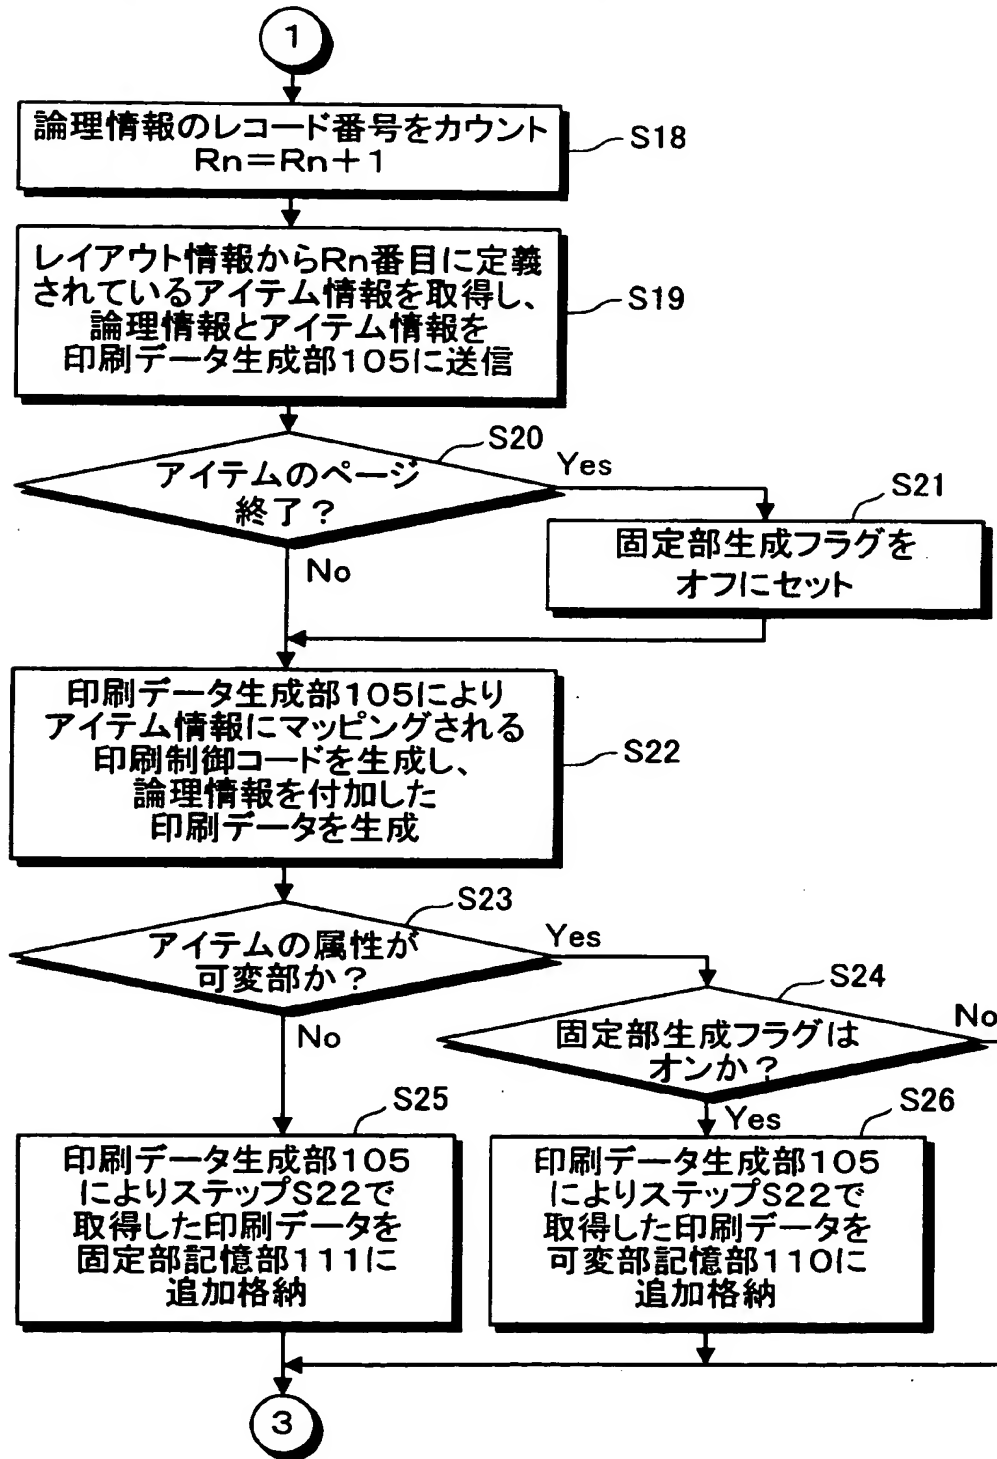 1
論理情報のレコード番号をカウント
Rn=Rn+1
S18
レイアウト情報からRn番目に定義
されているアイテム情報を取得し、
論理情報とアイテム情報を
印刷データ生成部105に送信
S19
アイテムのページ
終了?
S20
Yes
No
固定部生成フラグを
オフにセット
S21
印刷データ生成部105により
アイテム情報にマッピングされる
印刷制御コードを生成し、
論理情報を付加した
印刷データを生成
S22
アイテムの属性が
可変部か?
S23
Yes
No
固定部生成フラグは
オンか?
S24
No
Yes
印刷データ生成部105
によりステップS22で
取得した印刷データを
固定部記憶部111に
追加格納
S25
印刷データ生成部105
によりステップS22で
取得した印刷データを
可変部記憶部110に
追加格納
S26
3